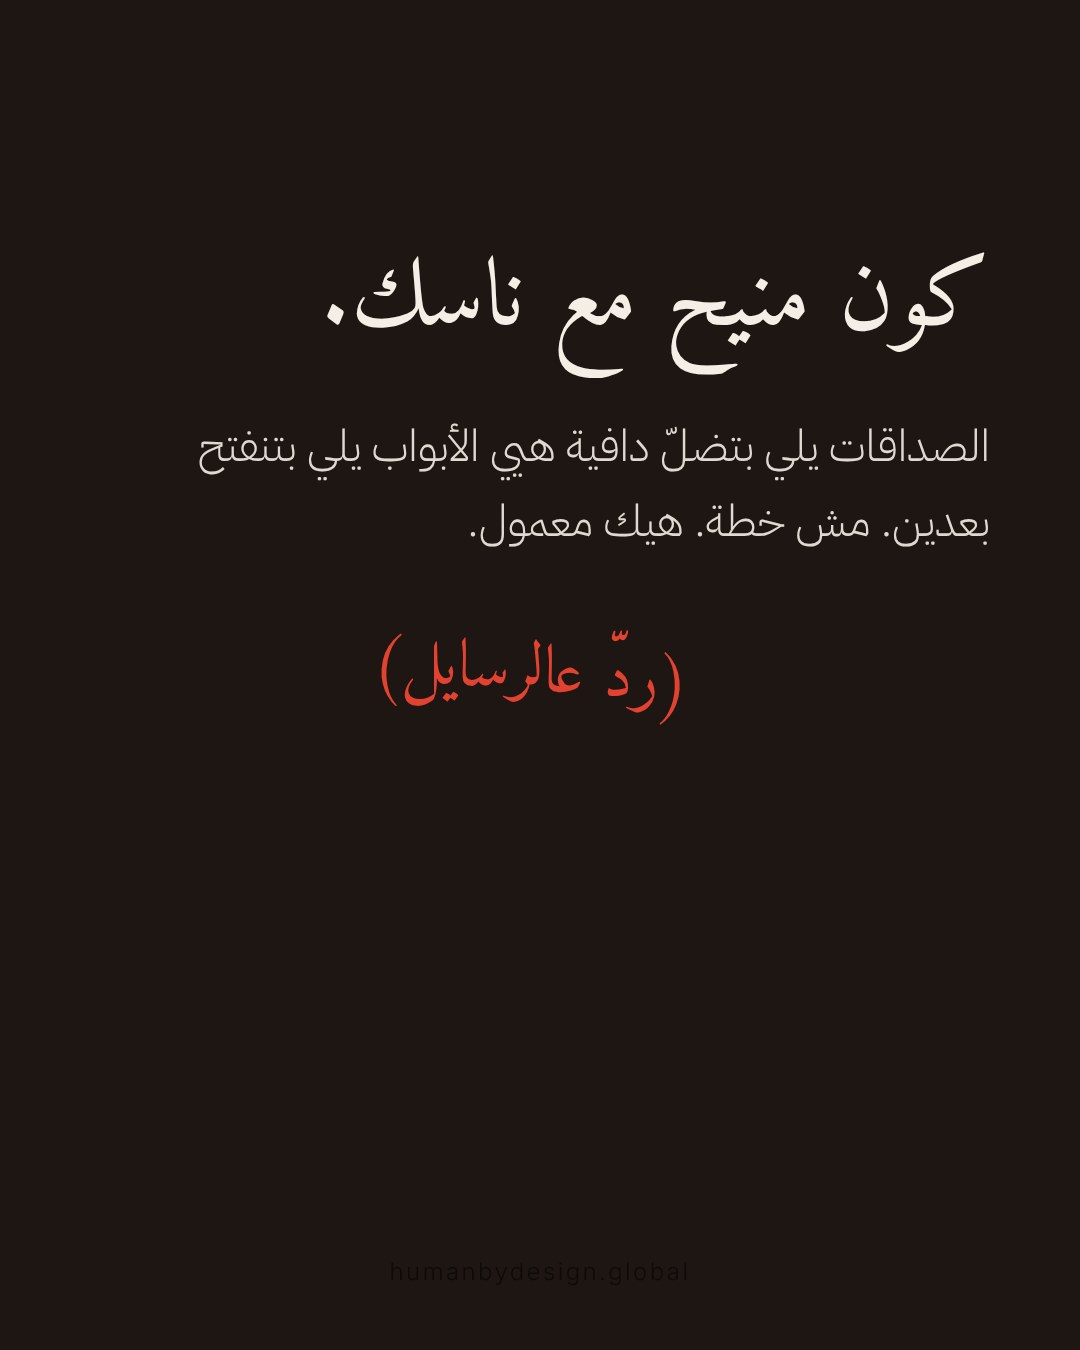 كون منيح مع ناسك.
الصداقات يلي بتضلّ دافية هيي الأبواب يلي بتنفتح
بعدين. مش خطة. هيك معمول.
(ردّ عالرسايل)
humanbydesign.global